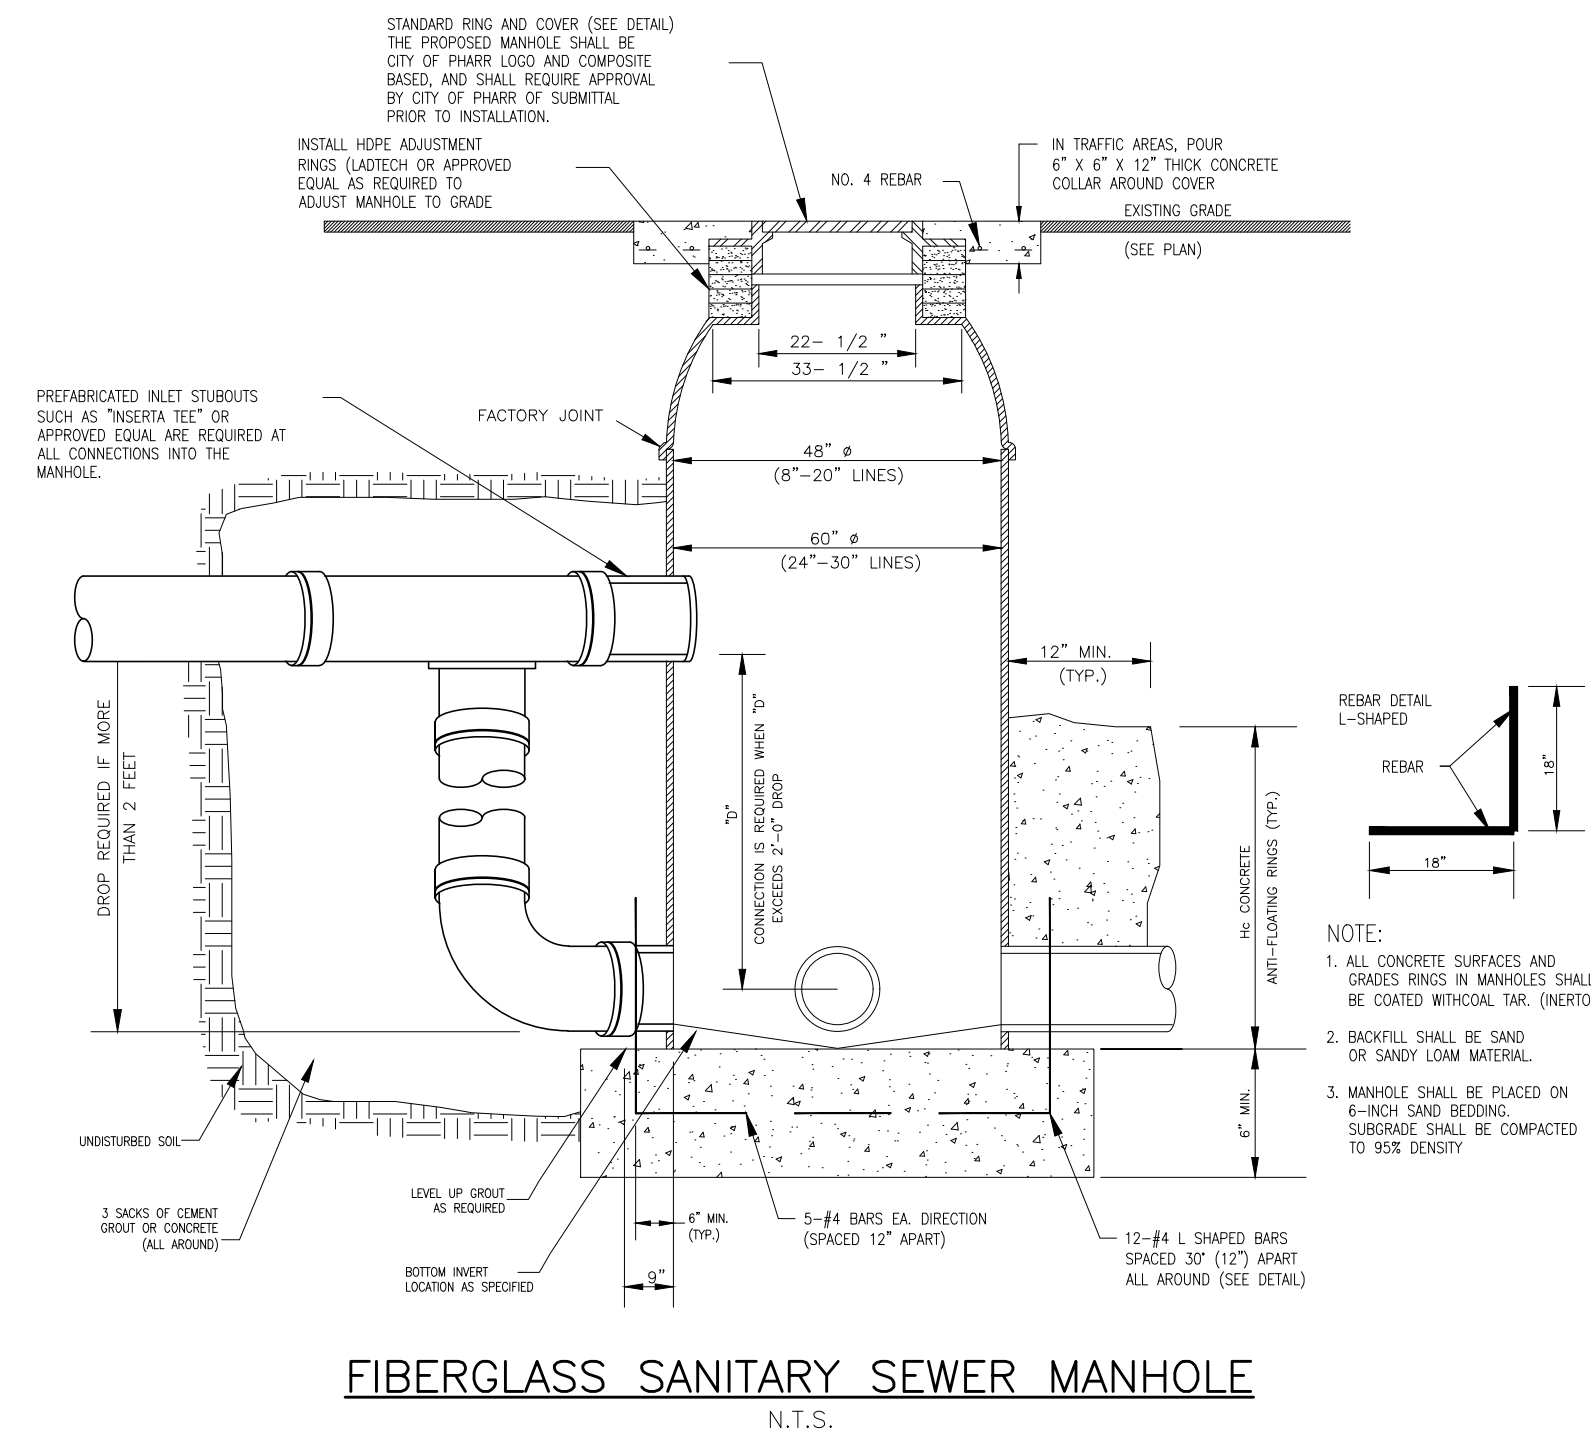 STANDARD RING AND COVER (SEE DETAIL)
THE PROPOSED MANHOLE SHALL BE
CITY OF PHARR LOGO AND COMPOSITE
BASED, AND SHALL REQUIRE APPROVAL
BY CITY OF PHARR OF SUBMITTAL
PRIOR TO INSTALLATION.
INSTALL HDPE ADJUSTMENT
RINGS (LADTECH OR APPROVED
EQUAL AS REQUIRED TO
ADJUST MANHOLE TO GRADE
NO. 4 REBAR
IN TRAFFIC AREAS, POUR
6" X 6" X 12" THICK CONCRETE
COLLAR AROUND COVER
EXISTING GRADE
(SEE PLAN)
22- 1/2 "
33- 1/2 "
PREFABRICATED INLET STUBOUTS
SUCH AS "INSERTA TEE" OR
APPROVED EQUAL ARE REQUIRED AT
ALL CONNECTIONS INTO THE
MANHOLE.
FACTORY JOINT
48" ø
(8"-20" LINES)
60" ø
(24"-30" LINES)
12" MIN.
(TYP.)
DROP REQUIRED IF MORE
THAN 2 FEET
"D"
CONNECTION IS REQUIRED WHEN "D"
EXCEEDS 2'-0" DROP
Hc CONCRETE
ANTI-FLOATING RINGS (TYP.)
6" MIN.
REBAR DETAIL
L-SHAPED
REBAR
18"
18"
NOTE:
1. ALL CONCRETE SURFACES AND
GRADES RINGS IN MANHOLES SHALL
BE COATED WITHCOAL TAR. (INERTO
2. BACKFILL SHALL BE SAND
OR SANDY LOAM MATERIAL.
3. MANHOLE SHALL BE PLACED ON
6-INCH SAND BEDDING.
SUBGRADE SHALL BE COMPACTED
TO 95% DENSITY
UNDISTURBED SOIL
3 SACKS OF CEMENT
GROUT OR CONCRETE
(ALL AROUND)
LEVEL UP GROUT
AS REQUIRED
BOTTOM INVERT
LOCATION AS SPECIFIED
6" MIN.
(TYP.)
9"
5-#4 BARS EA. DIRECTION
(SPACED 12" APART)
12-#4 L SHAPED BARS
SPACED 30° (12") APART
ALL AROUND (SEE DETAIL)
FIBERGLASS SANITARY SEWER MANHOLE
N.T.S.